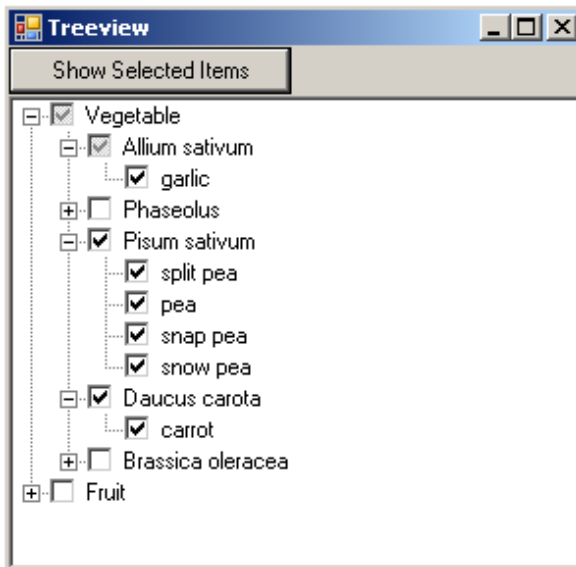 Treeview
Show Selected Items
Vegetable
Allium sativum
garlic
Phaseolus
Pisum sativum
split pea
pea
snap pea
snow pea
Daucus carota
carrot
Brassica oleracea
Fruit